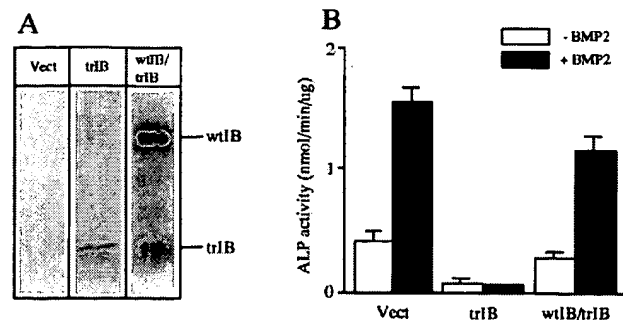 A
Vect
trIB
wtIB/
trIB
wtIB
trIB
B
- BMP2
+ BMP2
ALP activity (nmol/min/ug)
2
1
0
Vect
trIB
wtIB/trIB